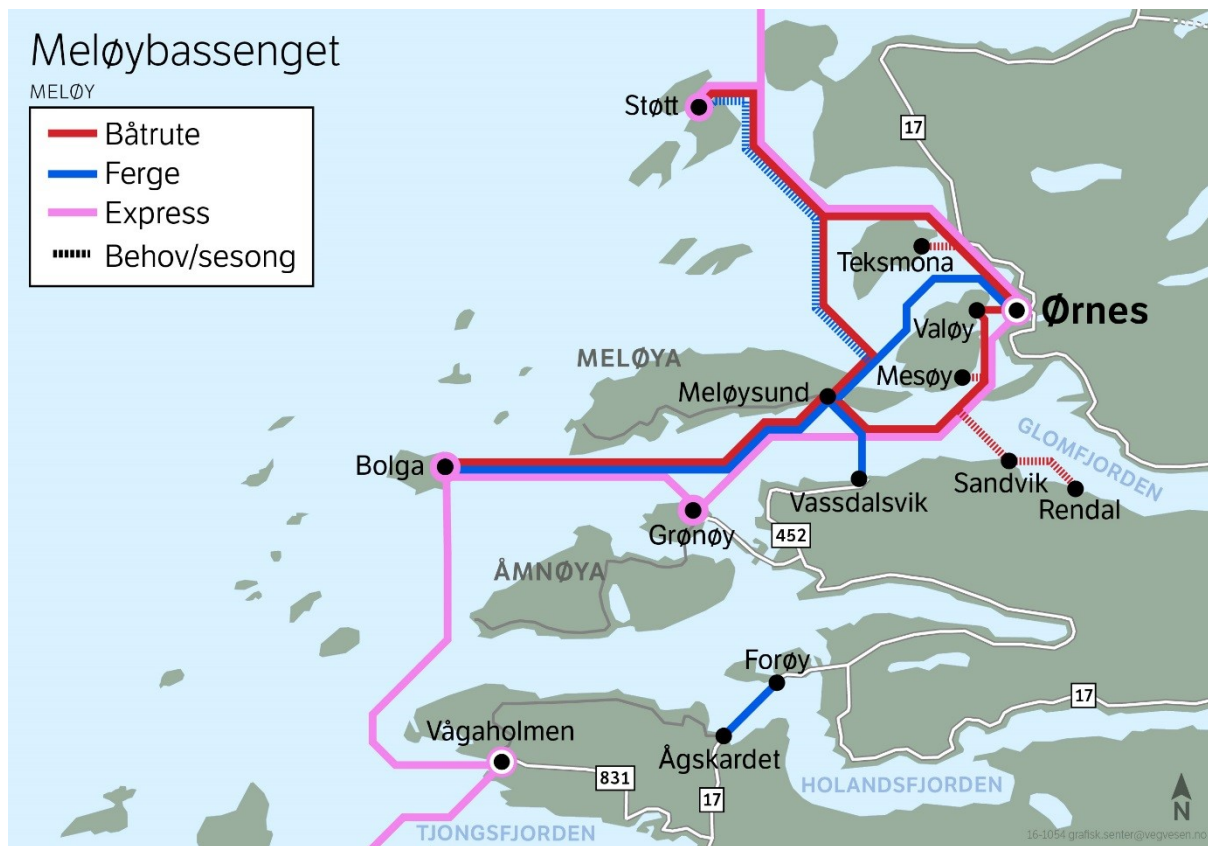 Meløybassenget
MELØY
Båtrute
Ferge
Express
Behov/sesong
Støtt
17
Teksmona
Ørnes
Valøy
MELØYA
Mesøy
Meløysund
GLOMFJORDEN
Bolga
Sandvik
Vassdalsvik
Rendal
Grønøy
452
ÅMNØYA
Forøy
17
Vågaholmen
Ågskardet
831
HOLANDSFJORDEN
17
N
TJONGSFJORDEN
16-1054 grafisk.senter@vegvesen.no